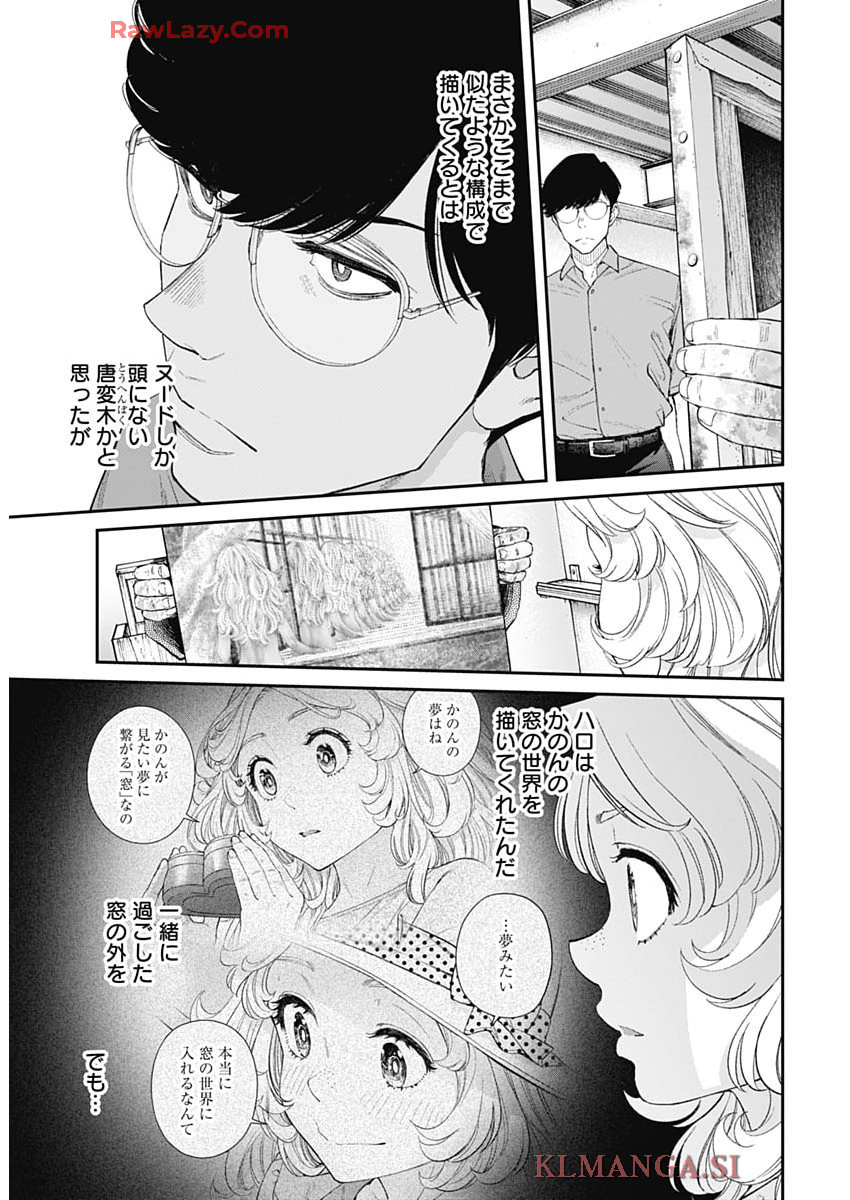 RawLazy.Com
まさかここまで
似たような構成で
描いてくるとは
ヌードしか
頭にない
唐変木かと
とうへんぼく
思ったが
ハロは
かのんの
窓の世界を
描いてくれたんだ
かのんの
夢はね
かのんが
見たい夢に
繋がる「窓」なの
一緒に
過ごした
窓の外を
…夢みたい
本当に
窓の世界に
入れるなんて
でも…
KLMANGA.SI